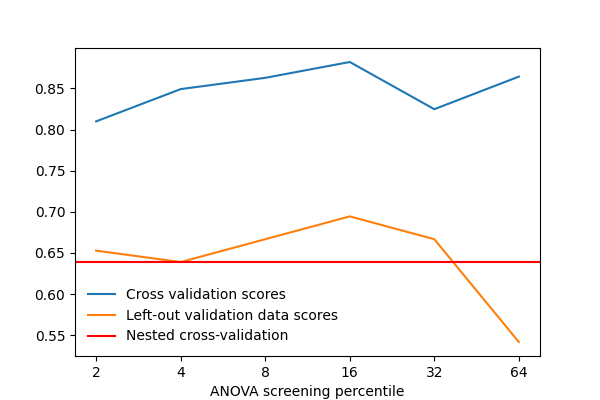 0.85
0.80
0.75
0.70
0.65
0.60
0.55
Cross validation scores
Left-out validation data scores
Nested cross-validation
2 4 8 16 32 64
ANOVA screening percentile